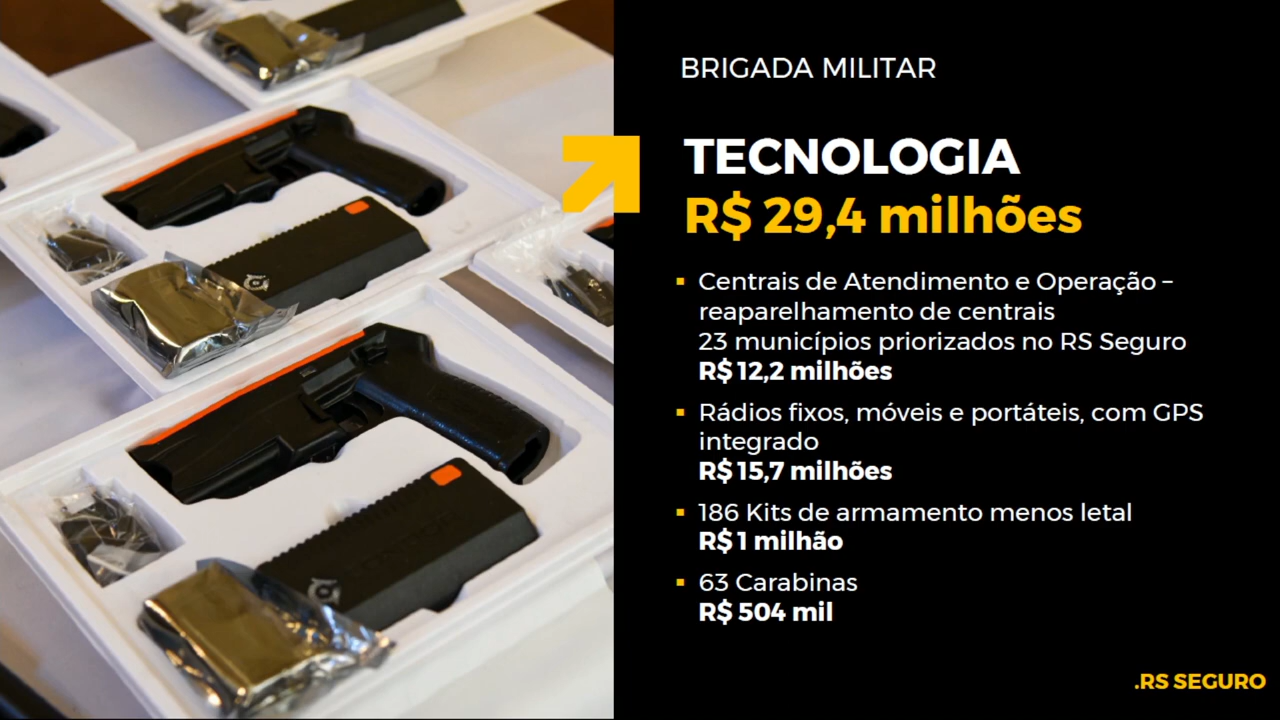 BRIGADA MILITAR
TECNOLOGIA
R$ 29,4 milhões
▪ Centrais de Atendimento e Operação –
reaparelhamento de centrais
23 municípios priorizados no RS Seguro
R$ 12,2 milhões
▪ Rádios fixos, móveis e portáteis, com GPS
integrado
R$ 15,7 milhões
▪ 186 Kits de armamento menos letal
R$ 1 milhão
▪ 63 Carabinas
R$ 504 mil
.RS SEGURO